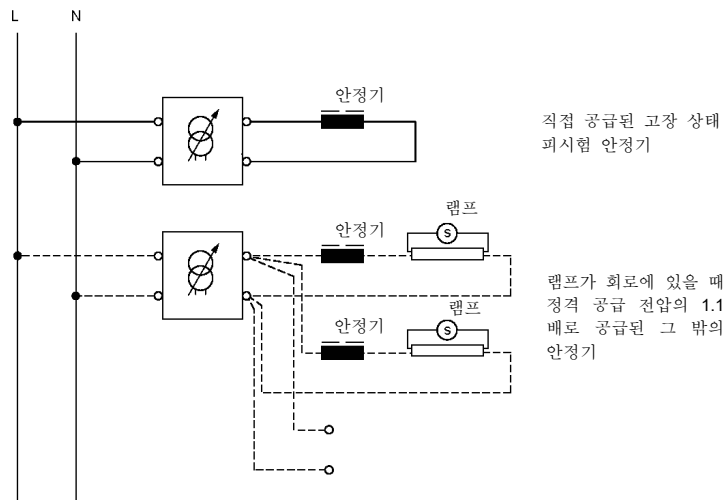 L N
안정기
직접 공급된 고장 상태
피시험 안정기
램프
안정기
S
램프가 회로에 있을 때
정격 공급 전압의 1.1
배로 공급된 그 밖의
안정기
램프
안정기
S